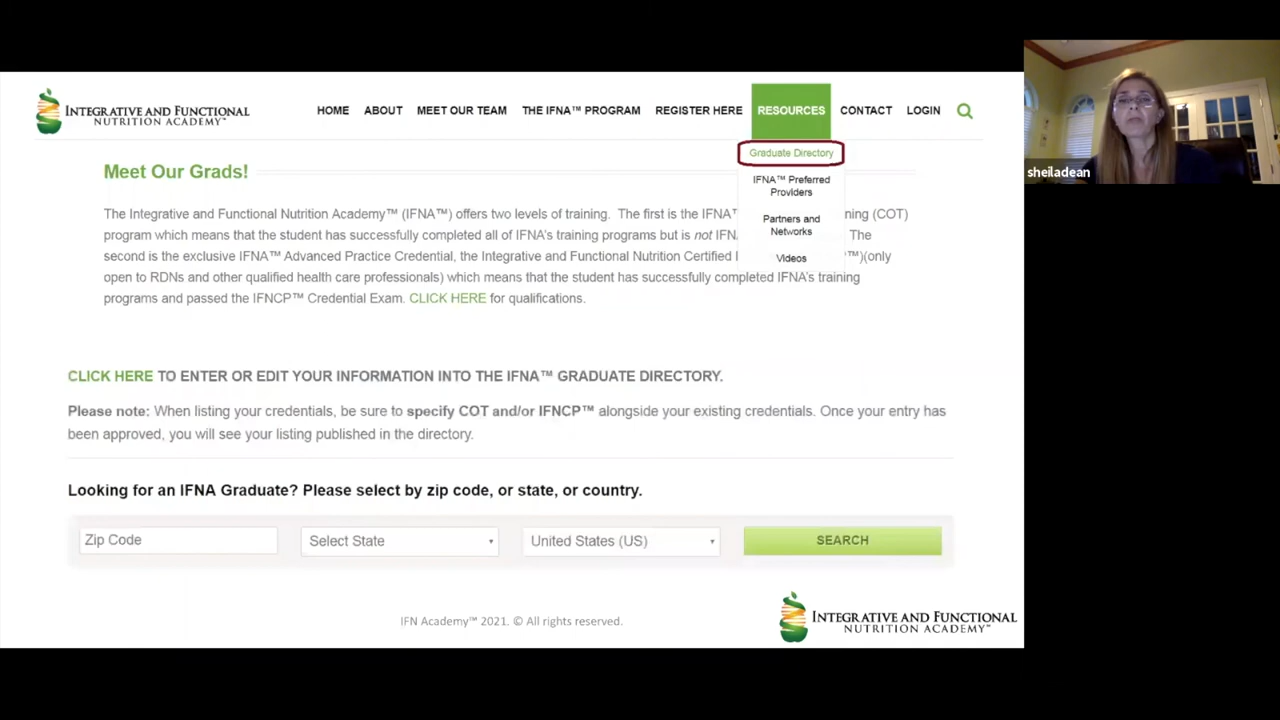 INTEGRATIVE AND FUNCTIONAL
NUTRITION ACADEMY™
HOME ABOUT MEET OUR TEAM THE IFNA™ PROGRAM REGISTER HERE RESOURCES CONTACT LOGIN
Graduate Directory
IFNA™ Preferred
Providers
Partners and
Networks
Videos
sheiladean
Meet Our Grads!
The Integrative and Functional Nutrition Academy™ (IFNA™) offers two levels of training. The first is the IFNA™ ning (COT)
program which means that the student has successfully completed all of IFNA's training programs but is not IFNA The
second is the exclusive IFNA™ Advanced Practice Credential, the Integrative and Functional Nutrition Certified ™)(only
open to RDNs and other qualified health care professionals) which means that the student has successfully completed IFNA's training
programs and passed the IFNCP™ Credential Exam. CLICK HERE for qualifications.
CLICK HERE TO ENTER OR EDIT YOUR INFORMATION INTO THE IFNA™ GRADUATE DIRECTORY.
Please note: When listing your credentials, be sure to specify COT and/or IFNCP™ alongside your existing credentials. Once your entry has
been approved, you will see your listing published in the directory.
Looking for an IFNA Graduate? Please select by zip code, or state, or country.
Zip Code Select State United States (US) SEARCH
IFN Academy™ 2021. © All rights reserved.
INTEGRATIVE AND FUNCTIONAL
NUTRITION ACADEMY™